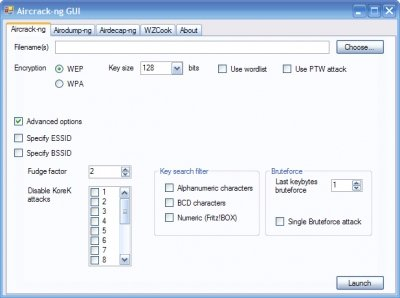 Aircrack-ng GUI
Aircrack-ng Airodump-ng Airdecap-ng WZCook About
Filename(s) Choose...
Encryption WEP Key size 128 bits Use wordlist Use PTW attack
WPA
Advanced options
Specify ESSID
Specify BSSID
Fudge factor 2
Disable KoreK attacks
1
2
3
4
5
6
7
8
Key search filter
Alphanumeric characters
BCD characters
Numeric (Fritz!BOX)
Bruteforce
Last keybytes 1
bruteforce
Single Bruteforce attack
Launch